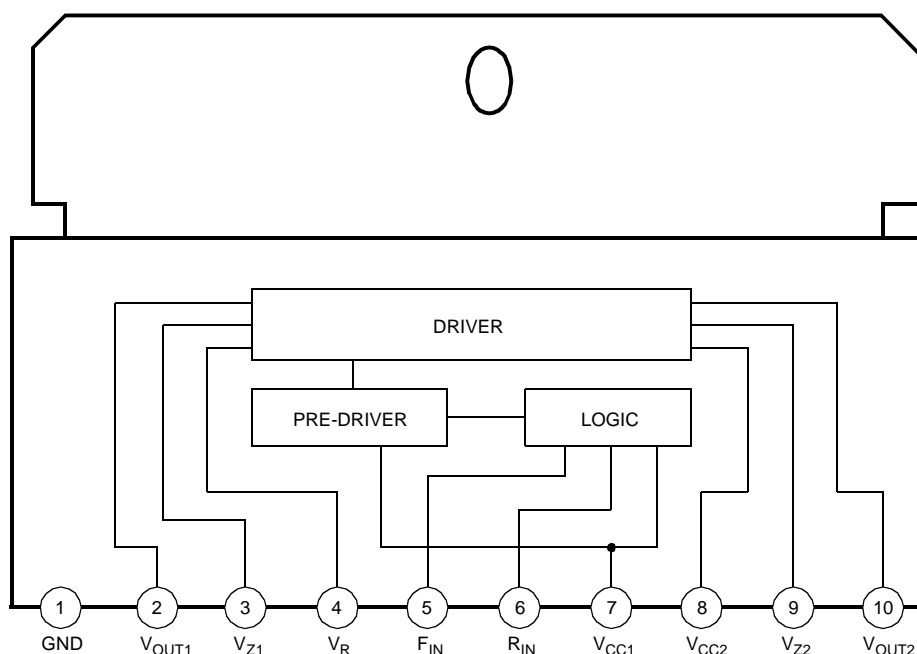 DRIVER
PRE-DRIVER LOGIC
1 2 3 4 5 6 7 8 9 10
GND VOUT1 VZ1 VR FIN RIN VCC1 VCC2 VZ2 VOUT2